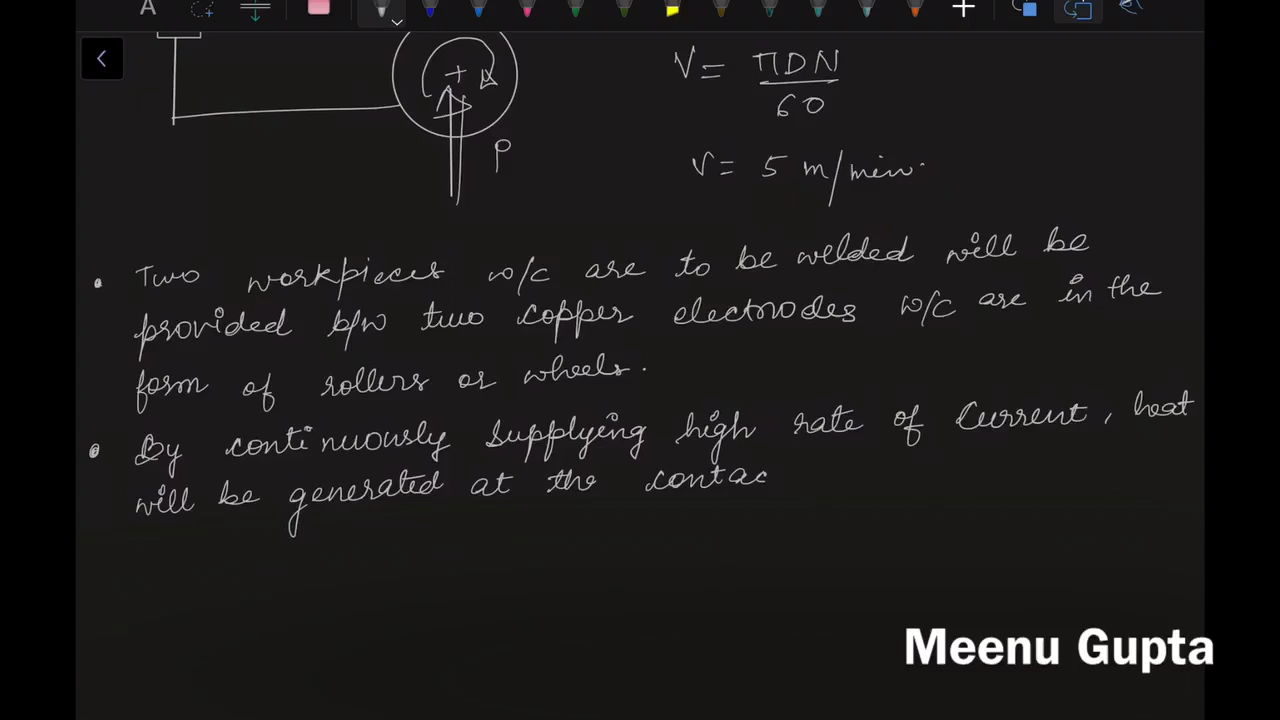 A
V = πDN
60
P
V = 5 m/min.
• Two workpieces w/c are to be welded will be
provided b/w two copper electrodes w/c are in the
form of rollers or wheels.
• By continuously supplying high rate of current, heat
will be generated at the contac
Meenu Gupta